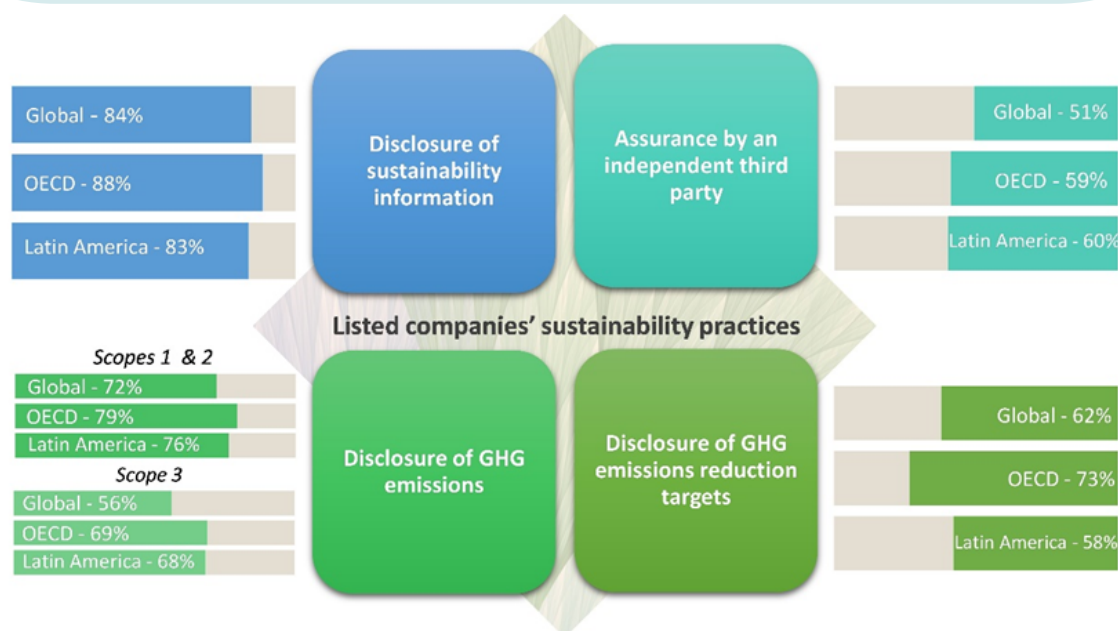 Global - 84%
OECD - 88%
Latin America - 83%
Disclosure of
sustainability
information
Assurance by an
independent third
party
Global - 51%
OECD - 59%
Latin America - 60%
Listed companies’ sustainability practices
Scopes 1 & 2
Global - 72%
OECD - 79%
Latin America - 76%
Scope 3
Global - 56%
OECD - 69%
Latin America - 68%
Disclosure of GHG
emissions
Disclosure of GHG
emissions reduction
targets
Global - 62%
OECD - 73%
Latin America - 58%